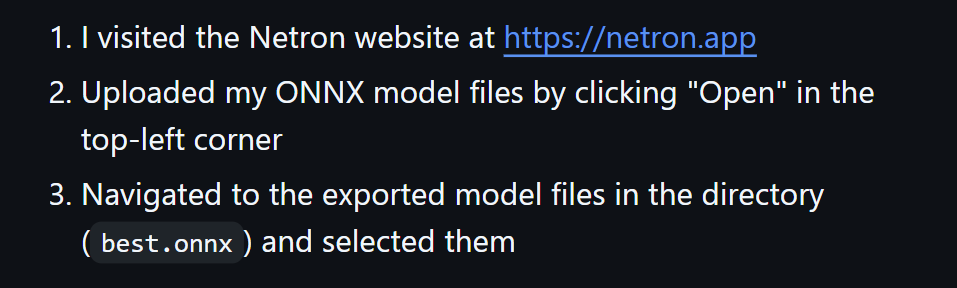 1. I visited the Netron website at https://netron.app
2. Uploaded my ONNX model files by clicking "Open" in the
top-left corner
3. Navigated to the exported model files in the directory
(best.onnx) and selected them